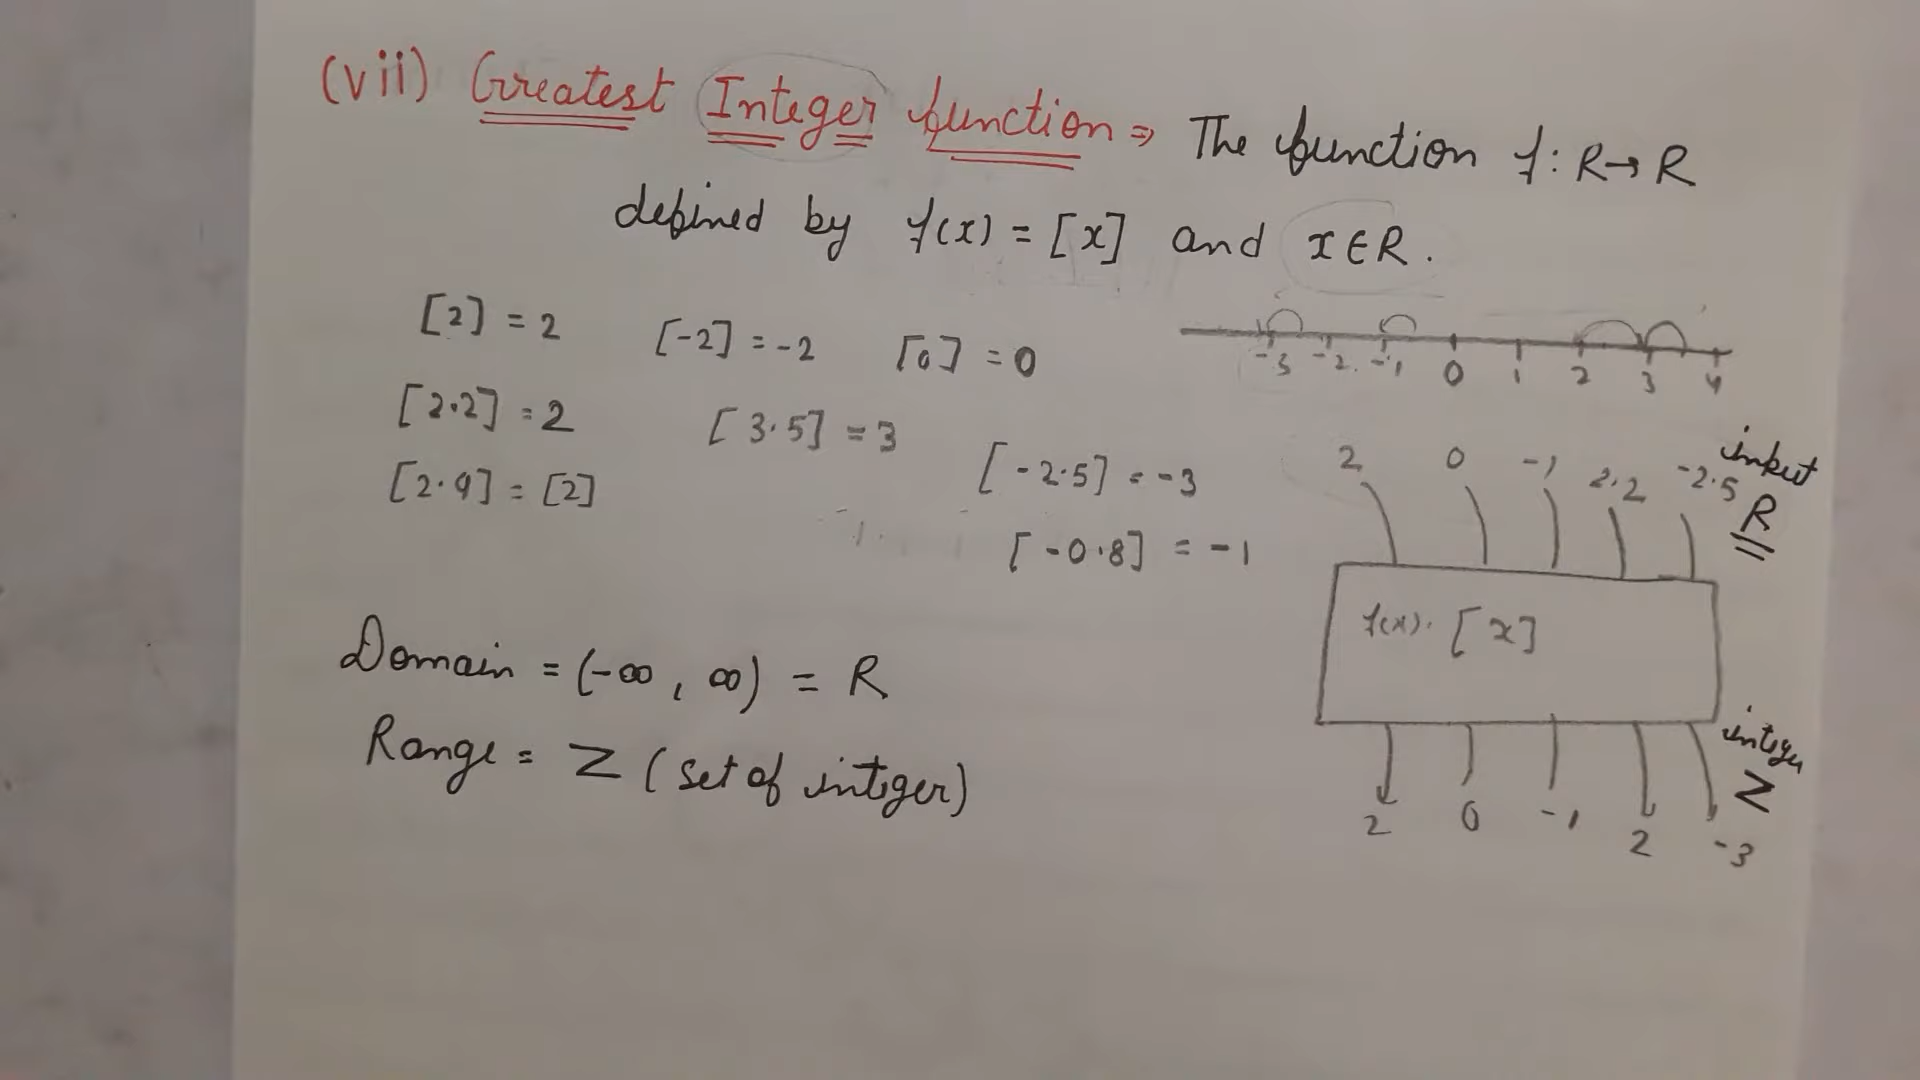 (vii) Greatest Integer function ⇒ The function f: R→R
defined by f(x) = [x] and x∈R.
[2] = 2 [-2] = -2 [0] = 0
-3 -2 -1 0 1 2 3 4
[2.2] = 2 [3.5] = 3
[2.9] = [2] [-2.5] = -3
[-0.8] = -1
2 0 -1 2.2 -2.5 input
R
f(x). [x]
Domain = (-∞, ∞) = R
Range = Z (set of integer)
integer
Z
2 0 -1 2 -3